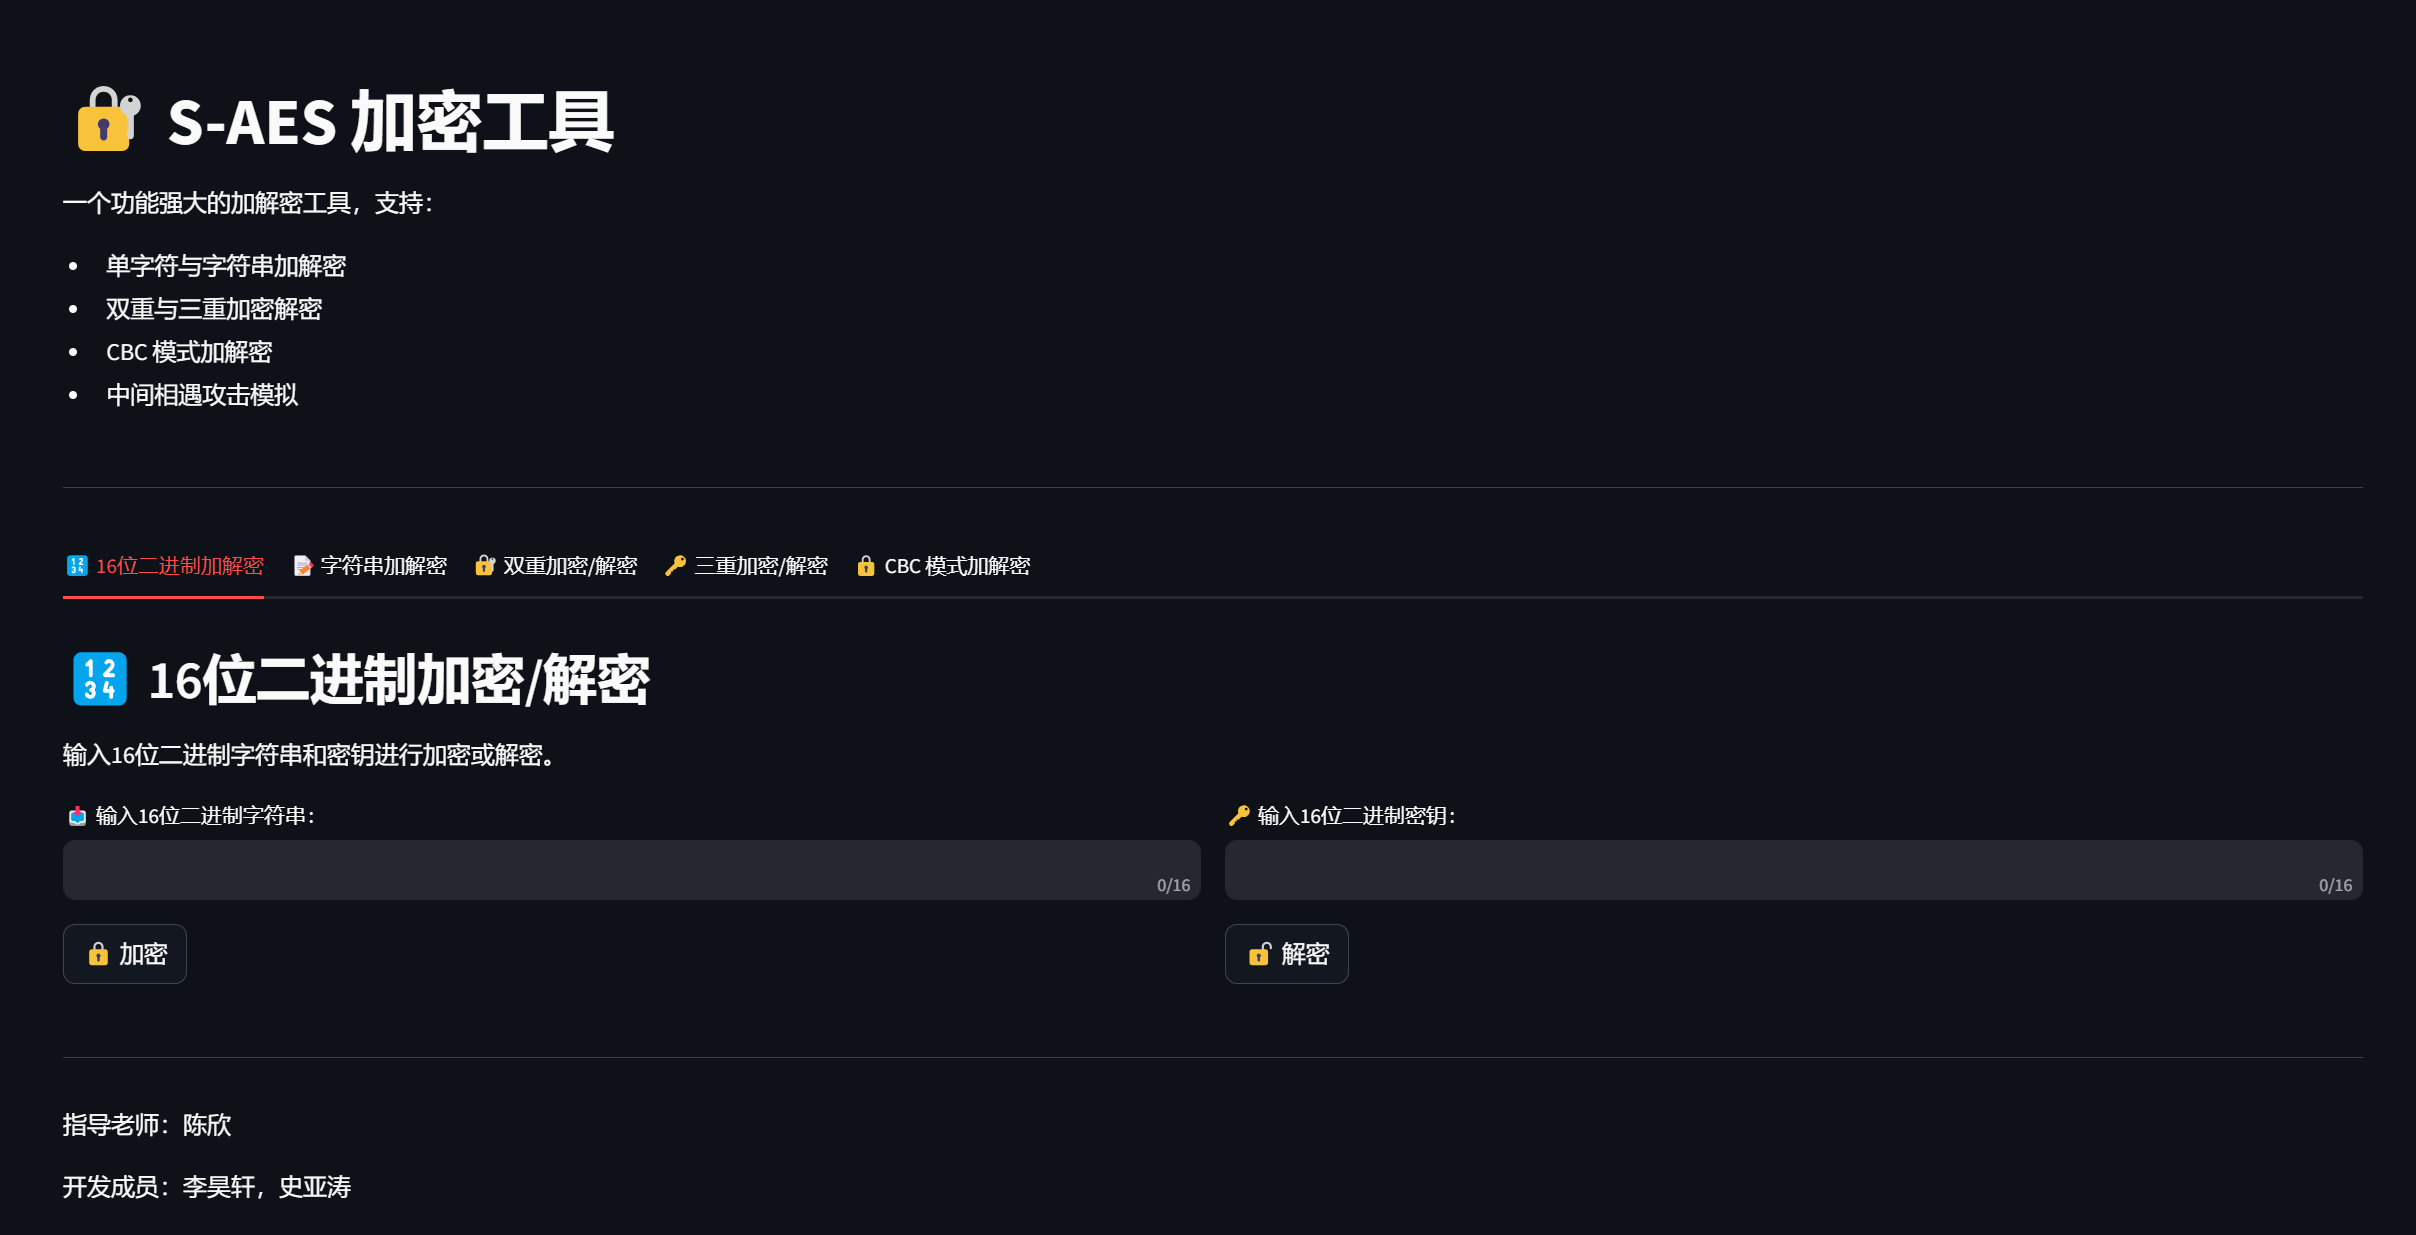 S-AES 加密工具
一个功能强大的加解密工具，支持：
单字符与字符串加解密
双重与三重加密解密
CBC 模式加解密
中间相遇攻击模拟
16位二进制加解密 字符串加解密 双重加密/解密 三重加密/解密 CBC 模式加解密
1234 16位二进制加密/解密
输入16位二进制字符串和密钥进行加密或解密。
输入16位二进制字符串： 输入16位二进制密钥：
0/16 0/16
加密 解密
指导老师：陈欣
开发成员：李昊轩，史亚涛